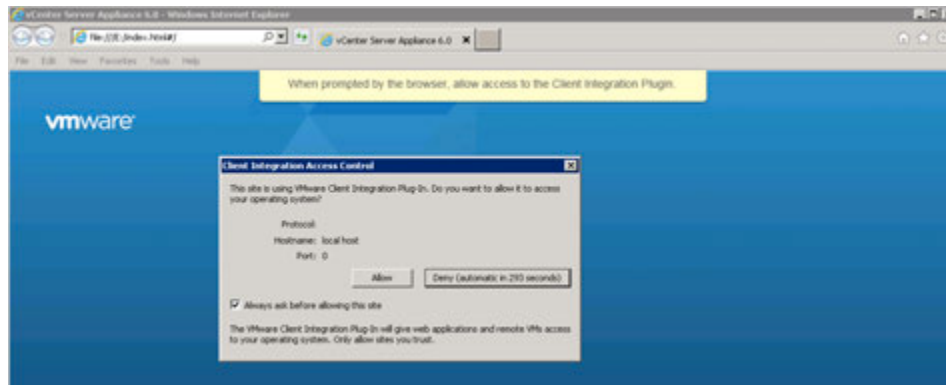 vCenter Server Appliance 6.0 - Windows Internet Explorer
file:///E:/index.html#/
vCenter Server Appliance 6.0
File Edit View Favorites Tools Help
When prompted by the browser, allow access to the Client Integration Plugin.
vmware
Client Integration Access Control
This site is using VMware Client Integration Plug-In. Do you want to allow it to access
your operating system?
Protocol:
Hostname: local host
Port: 0
Allow
Deny (automatic in 293 seconds)
Always ask before allowing this site
The VMware Client Integration Plug-In will give web applications and remote VMs access
to your operating system. Only allow sites you trust.